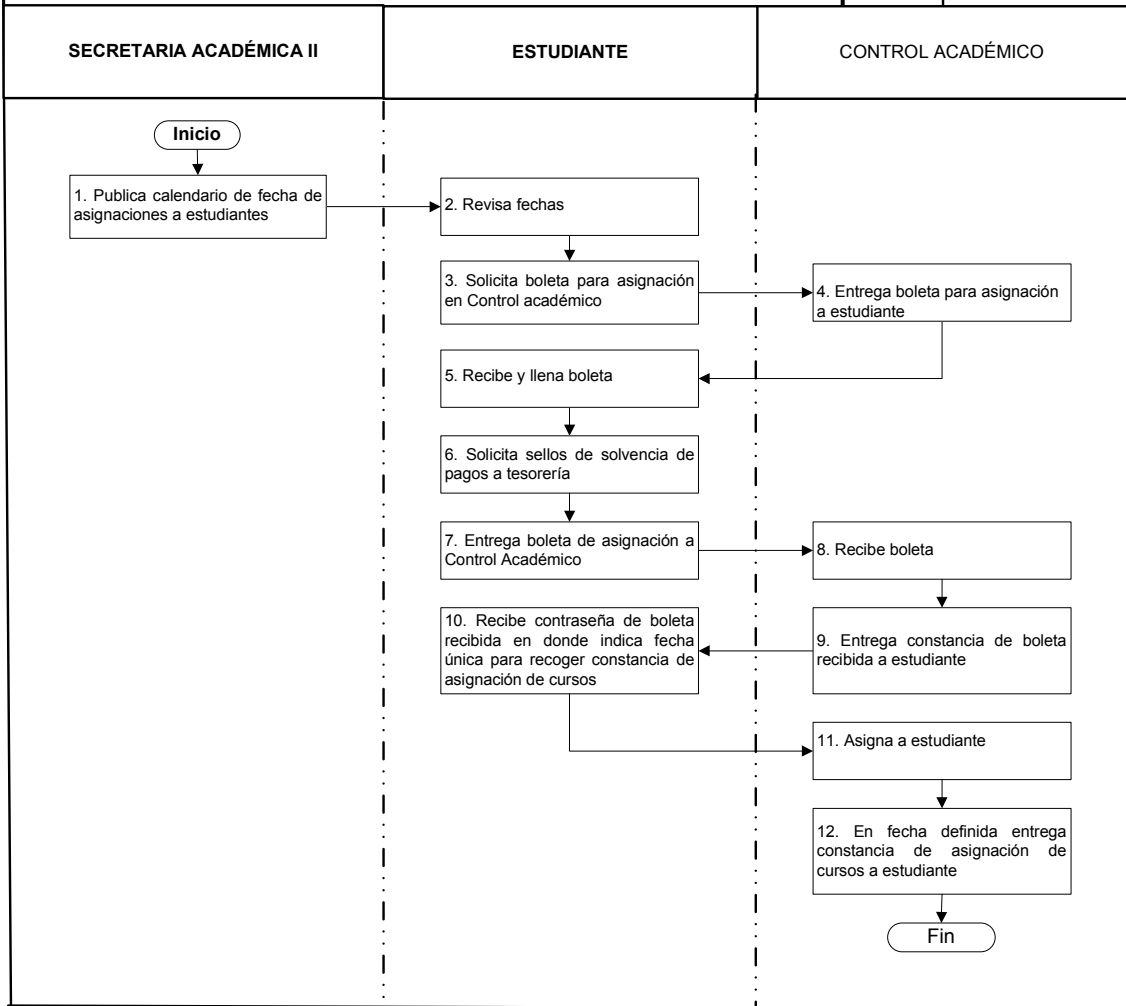 SECRETARIA ACADÉMICA II
ESTUDIANTE
CONTROL ACADÉMICO
Inicio
1. Publica calendario de fecha de
asignaciones a estudiantes
2. Revisa fechas
3. Solicita boleta para asignación
en Control académico
4. Entrega boleta para asignación
a estudiante
5. Recibe y llena boleta
6. Solicita sellos de solvencia de
pagos a tesorería
7. Entrega boleta de asignación a
Control Académico
8. Recibe boleta
9. Entrega constancia de boleta
recibida a estudiante
10. Recibe contraseña de boleta
recibida en donde indica fecha
única para recoger constancia de
asignación de cursos
11. Asigna a estudiante
12. En fecha definida entrega
constancia de asignación de
cursos a estudiante
Fin